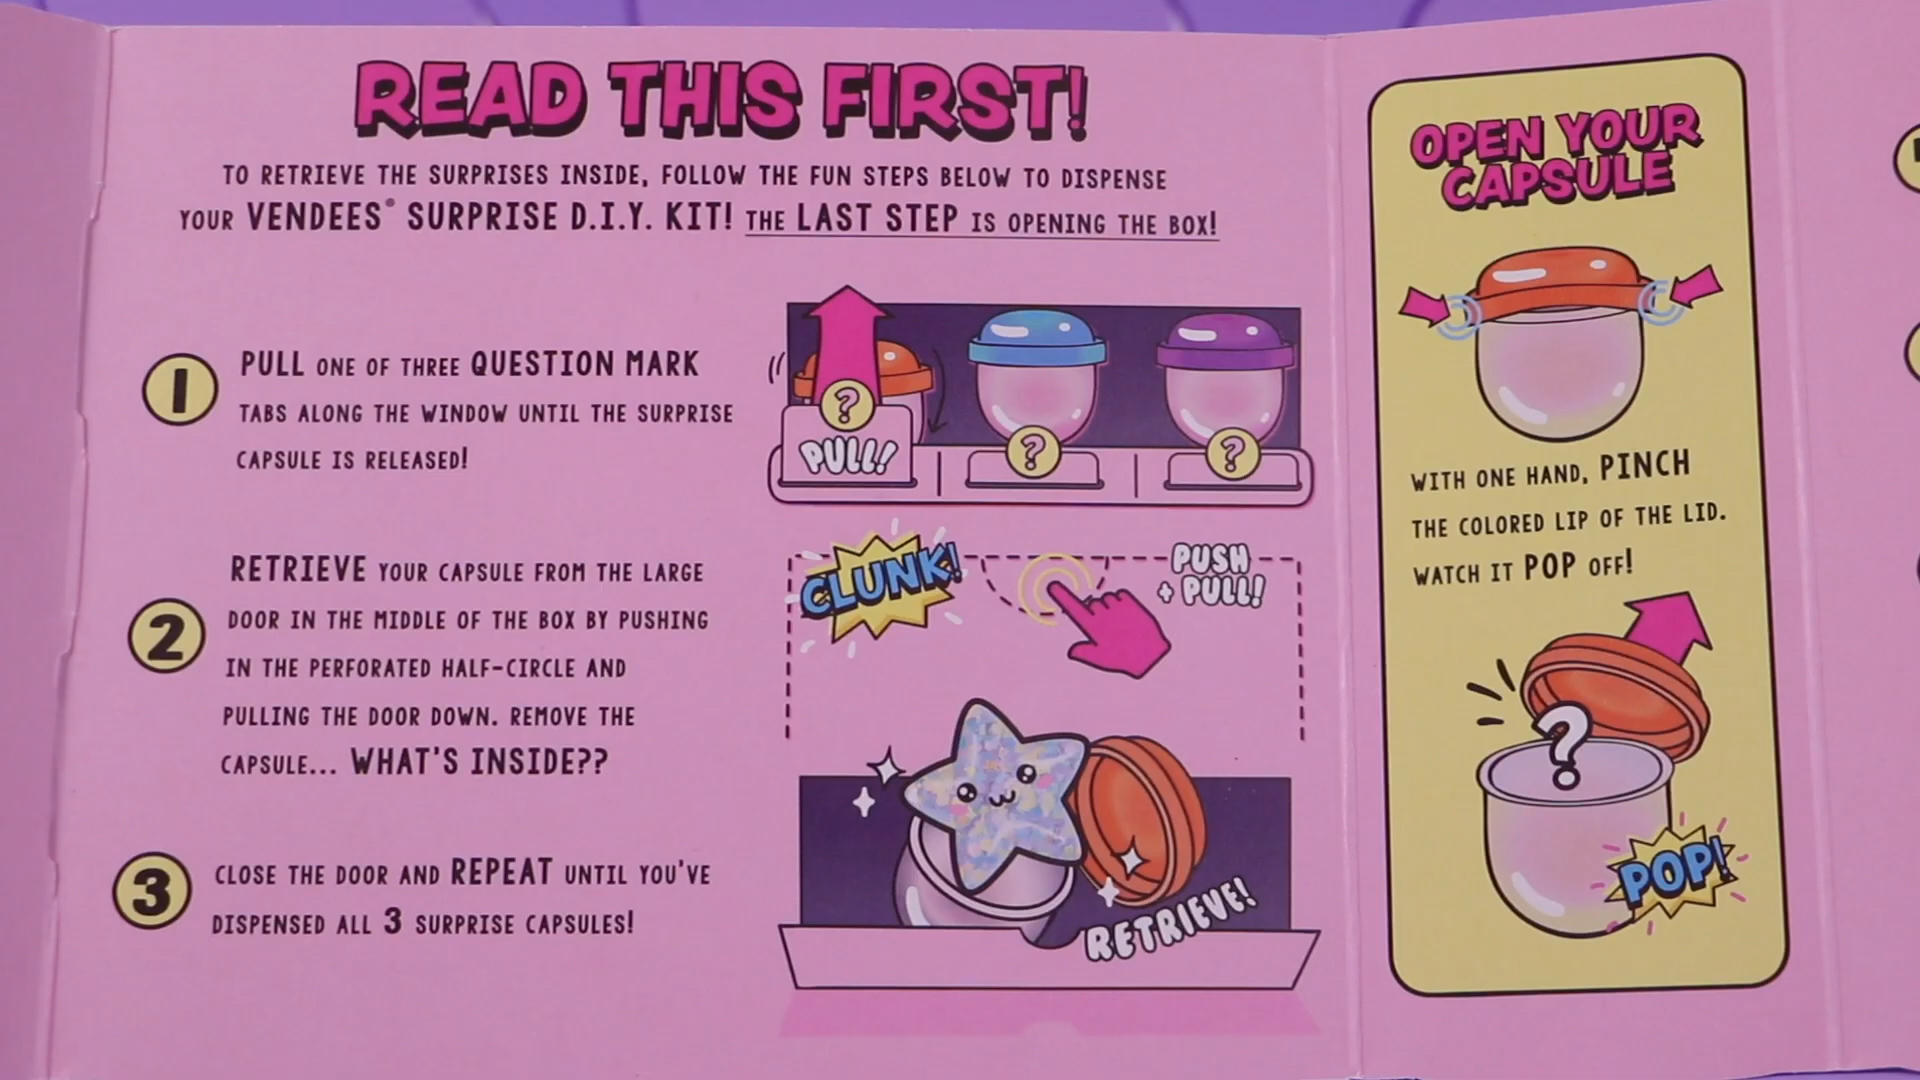 READ THIS FIRST!
TO RETRIEVE THE SURPRISES INSIDE, FOLLOW THE FUN STEPS BELOW TO DISPENSE
YOUR VENDEES® SURPRISE D.I.Y. KIT! THE LAST STEP IS OPENING THE BOX!
1
PULL ONE OF THREE QUESTION MARK
TABS ALONG THE WINDOW UNTIL THE SURPRISE
CAPSULE IS RELEASED!
? ? ?
PULL!
2
RETRIEVE YOUR CAPSULE FROM THE LARGE
DOOR IN THE MIDDLE OF THE BOX BY PUSHING
IN THE PERFORATED HALF-CIRCLE AND
PULLING THE DOOR DOWN. REMOVE THE
CAPSULE... WHAT'S INSIDE??
CLUNK!
PUSH
+ PULL!
3
CLOSE THE DOOR AND REPEAT UNTIL YOU'VE
DISPENSED ALL 3 SURPRISE CAPSULES!
RETRIEVE!
OPEN YOUR
CAPSULE
WITH ONE HAND, PINCH
THE COLORED LIP OF THE LID.
WATCH IT POP OFF!
?
POP!